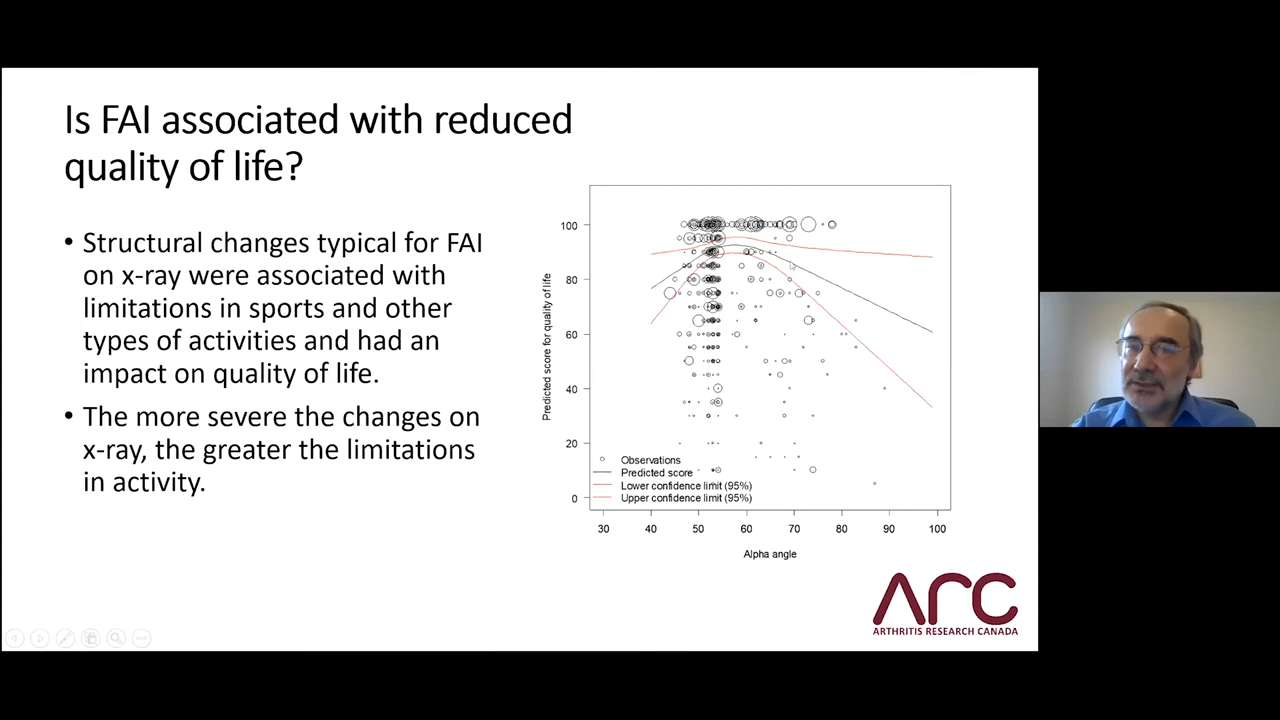 Is FAI associated with reduced
quality of life?
• Structural changes typical for FAI
on x-ray were associated with
limitations in sports and other
types of activities and had an
impact on quality of life.
• The more severe the changes on
x-ray, the greater the limitations
in activity.
Predicted score for quality of life
100
80
60
40
20
0
Observations
Predicted score
Lower confidence limit (95%)
Upper confidence limit (95%)
30 40 50 60 70 80 90 100
Alpha angle
ARC
ARTHRITIS RESEARCH CANADA